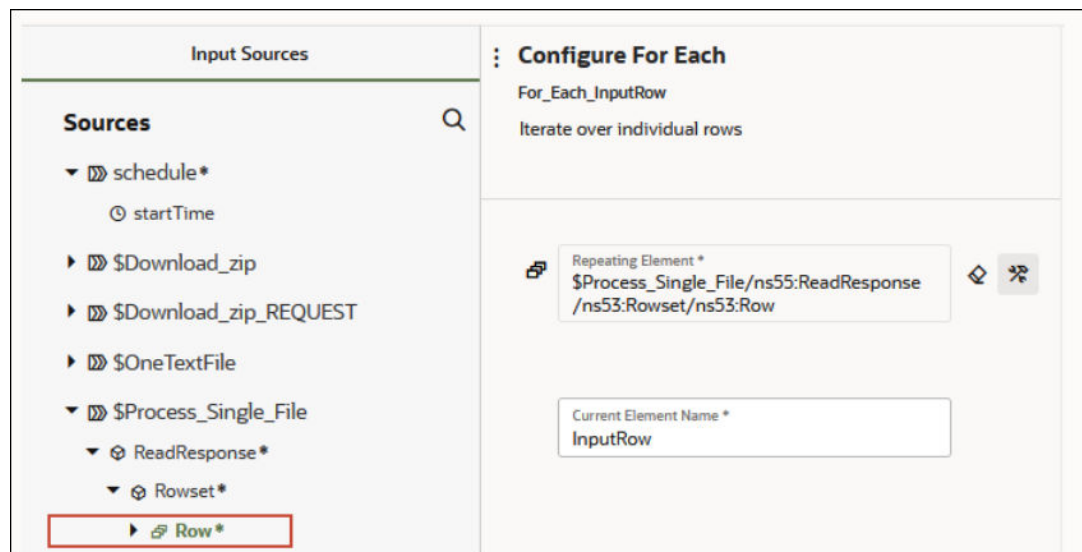 Input Sources
Sources
schedule*
startTime
$Download_zip
$Download_zip_REQUEST
$OneTextFile
$Process_Single_File
ReadResponse*
Rowset*
Row*
Configure For Each
For_Each_InputRow
Iterate over individual rows
Repeating Element *
$Process_Single_File/ns55:ReadResponse
/ns53:Rowset/ns53:Row
Current Element Name *
InputRow